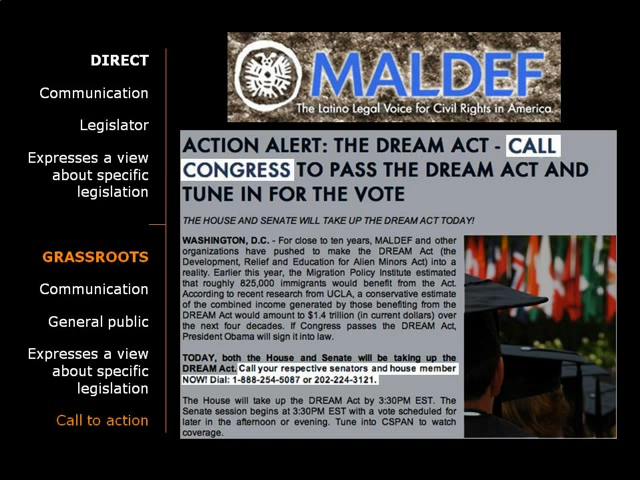 DIRECT
Communication
Legislator
Expresses a view
about specific
legislation
GRASSROOTS
Communication
General public
Expresses a view
about specific
legislation
Call to action
MALDEF
The Latino Legal Voice for Civil Rights in America
ACTION ALERT: THE DREAM ACT - CALL
CONGRESS TO PASS THE DREAM ACT AND
TUNE IN FOR THE VOTE
THE HOUSE AND SENATE WILL TAKE UP THE DREAM ACT TODAY!
WASHINGTON, D.C. - For close to ten years, MALDEF and other
organizations have pushed to make the DREAM Act (the
Development, Relief and Education for Alien Minors Act) into a
reality. Earlier this year, the Migration Policy Institute estimated
that roughly 825,000 immigrants would benefit from the Act.
According to recent research from UCLA, a conservative estimate
of the combined income generated by those benefiting from the
DREAM Act would amount to $1.4 trillion (in current dollars) over
the next four decades. If Congress passes the DREAM Act,
President Obama will sign it into law.
TODAY, both the House and Senate will be taking up the
DREAM Act. Call your respective senators and house member
NOW! Dial: 1-888-254-5087 or 202-224-3121.
The House will take up the DREAM Act by 3:30PM EST. The
Senate session begins at 3:30PM EST with a vote scheduled for
later in the afternoon or evening. Tune into CSPAN to watch
coverage.